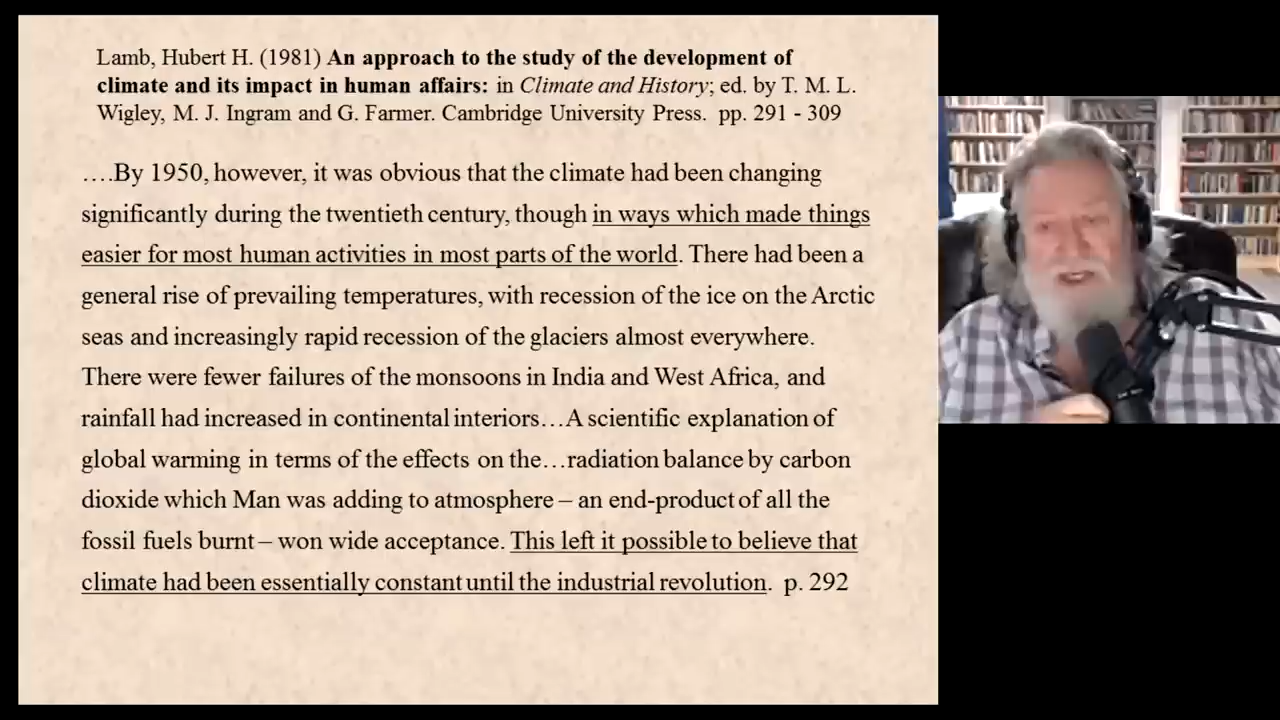 Lamb, Hubert H. (1981) An approach to the study of the development of
climate and its impact in human affairs: in Climate and History; ed. by T. M. L.
Wigley, M. J. Ingram and G. Farmer. Cambridge University Press. pp. 291 - 309
….By 1950, however, it was obvious that the climate had been changing
significantly during the twentieth century, though in ways which made things
easier for most human activities in most parts of the world. There had been a
general rise of prevailing temperatures, with recession of the ice on the Arctic
seas and increasingly rapid recession of the glaciers almost everywhere.
There were fewer failures of the monsoons in India and West Africa, and
rainfall had increased in continental interiors…A scientific explanation of
global warming in terms of the effects on the…radiation balance by carbon
dioxide which Man was adding to atmosphere – an end-product of all the
fossil fuels burnt – won wide acceptance. This left it possible to believe that
climate had been essentially constant until the industrial revolution. p. 292